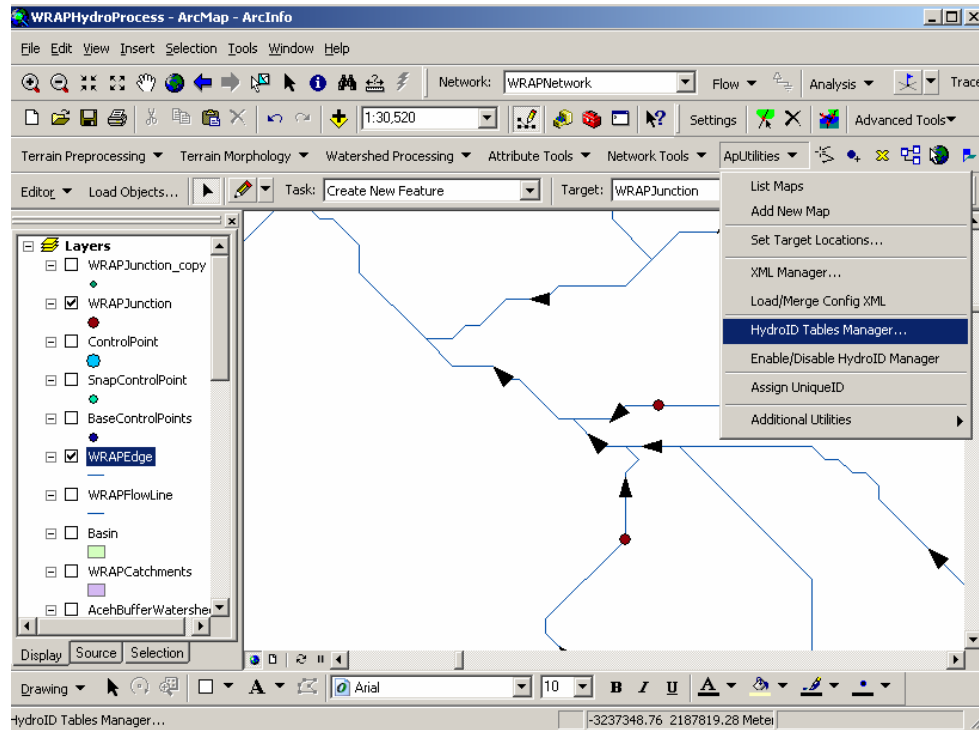 WRAPHydroProcess - ArcMap - ArcInfo
File Edit View Insert Selection Tools Window Help
Network: WRAPNetwork Flow Analysis Trace
1:30,520 Settings Advanced Tools
Terrain Preprocessing Terrain Morphology Watershed Processing Attribute Tools Network Tools ApUtilities
Editor Load Objects... Task: Create New Feature Target: WRAPJunction
List Maps
Add New Map
Set Target Locations...
XML Manager...
Load/Merge Config XML
HydroID Tables Manager...
Enable/Disable HydroID Manager
Assign UniqueID
Additional Utilities
Layers
WRAPJunction_copy
WRAPJunction
ControlPoint
SnapControlPoint
BaseControlPoints
WRAPEdge
WRAPFlowLine
Basin
WRAPCatchments
AcehBufferWatershe
Display Source Selection
Drawing A Arial 10 B I U A
HydroID Tables Manager... -3237348.76 2187819.28 Meter